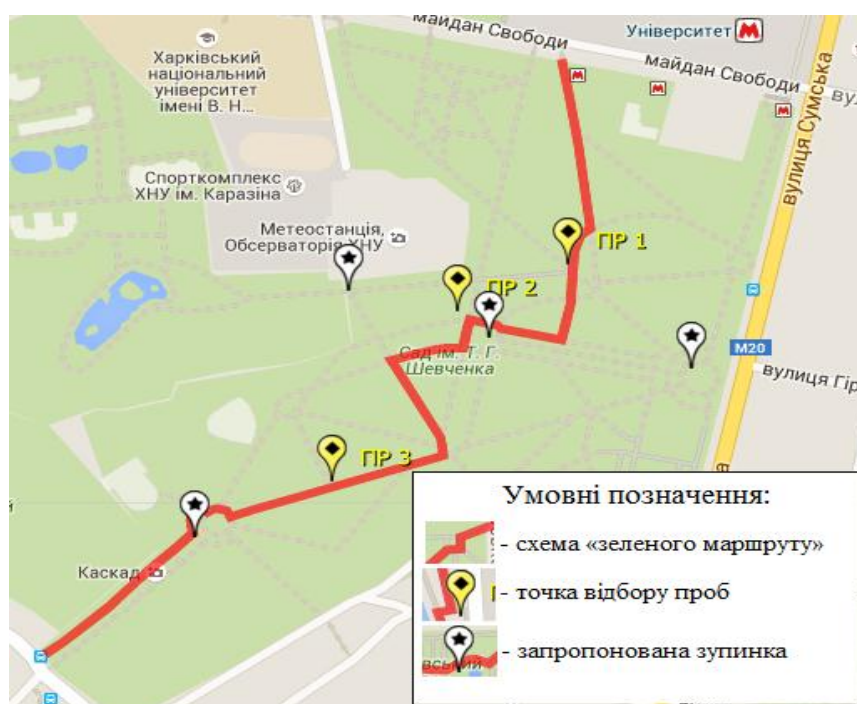 майдан Свободи
Університет
майдан Свободи
Харківський
національний
університет
імені В. Н...
вулиця Сумська
Спорткомплекс
ХНУ ім. Каразіна
Метеостанція,
Обсерваторія ХНУ
ПР 1
ПР 2
Сад ім. Т. Г.
Шевченка
М20
вулиця Гір
ПР 3
Каскад
Умовні позначення:
- схема «зеленого маршруту»
- точка відбору проб
- запропонована зупинка